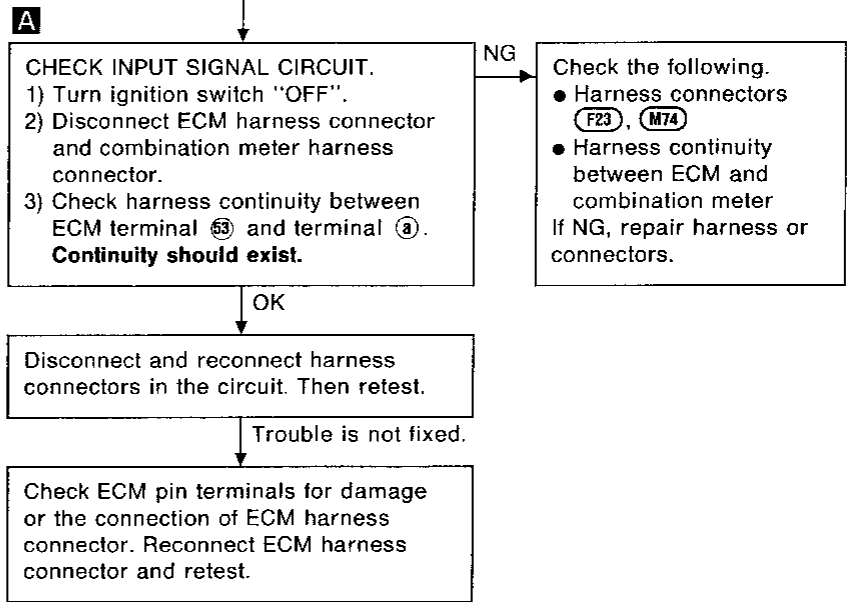 A
CHECK INPUT SIGNAL CIRCUIT.
1) Turn ignition switch "OFF".
2) Disconnect ECM harness connector
and combination meter harness
connector.
3) Check harness continuity between
ECM terminal 53 and terminal a.
Continuity should exist.
NG
Check the following.
● Harness connectors
F23, M74
● Harness continuity
between ECM and
combination meter
If NG, repair harness or
connectors.
OK
Disconnect and reconnect harness
connectors in the circuit. Then retest.
Trouble is not fixed.
Check ECM pin terminals for damage
or the connection of ECM harness
connector. Reconnect ECM harness
connector and retest.